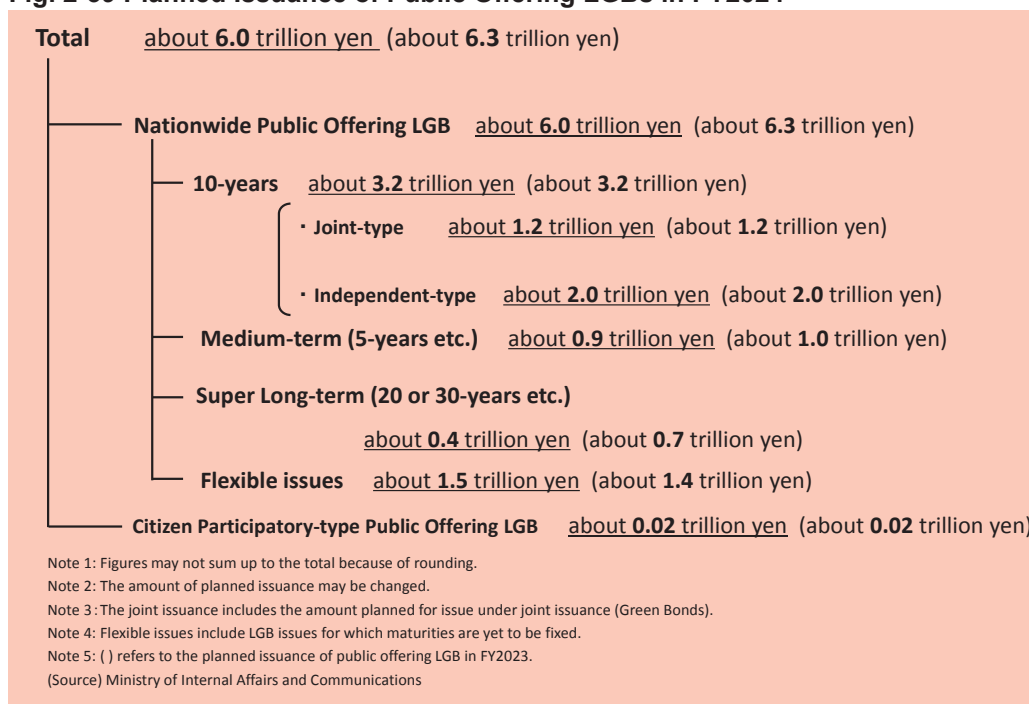 Total about 6.0 trillion yen (about 6.3 trillion yen)
Nationwide Public Offering LGB about 6.0 trillion yen (about 6.3 trillion yen)
10-years about 3.2 trillion yen (about 3.2 trillion yen)
・Joint-type about 1.2 trillion yen (about 1.2 trillion yen)
・Independent-type about 2.0 trillion yen (about 2.0 trillion yen)
Medium-term (5-years etc.) about 0.9 trillion yen (about 1.0 trillion yen)
Super Long-term (20 or 30-years etc.)
about 0.4 trillion yen (about 0.7 trillion yen)
Flexible issues about 1.5 trillion yen (about 1.4 trillion yen)
Citizen Participatory-type Public Offering LGB about 0.02 trillion yen (about 0.02 trillion yen)
Note 1: Figures may not sum up to the total because of rounding.
Note 2: The amount of planned issuance may be changed.
Note 3 : The joint issuance includes the amount planned for issue under joint issuance (Green Bonds).
Note 4: Flexible issues include LGB issues for which maturities are yet to be fixed.
Note 5: ( ) refers to the planned issuance of public offering LGB in FY2023.
(Source) Ministry of Internal Affairs and Communications